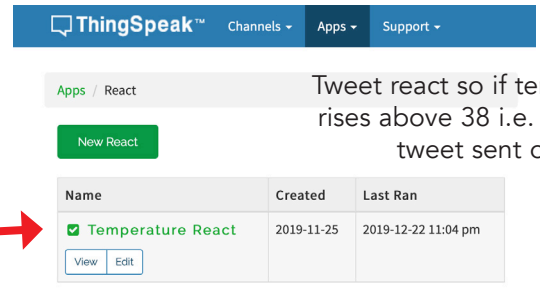 ThingSpeak™ Channels Apps Support
Apps / React
Tweet react so if te
rises above 38 i.e.
tweet sent
New React
Name Created Last Ran
Temperature React 2019-11-25 2019-12-22 11:04 pm
View Edit